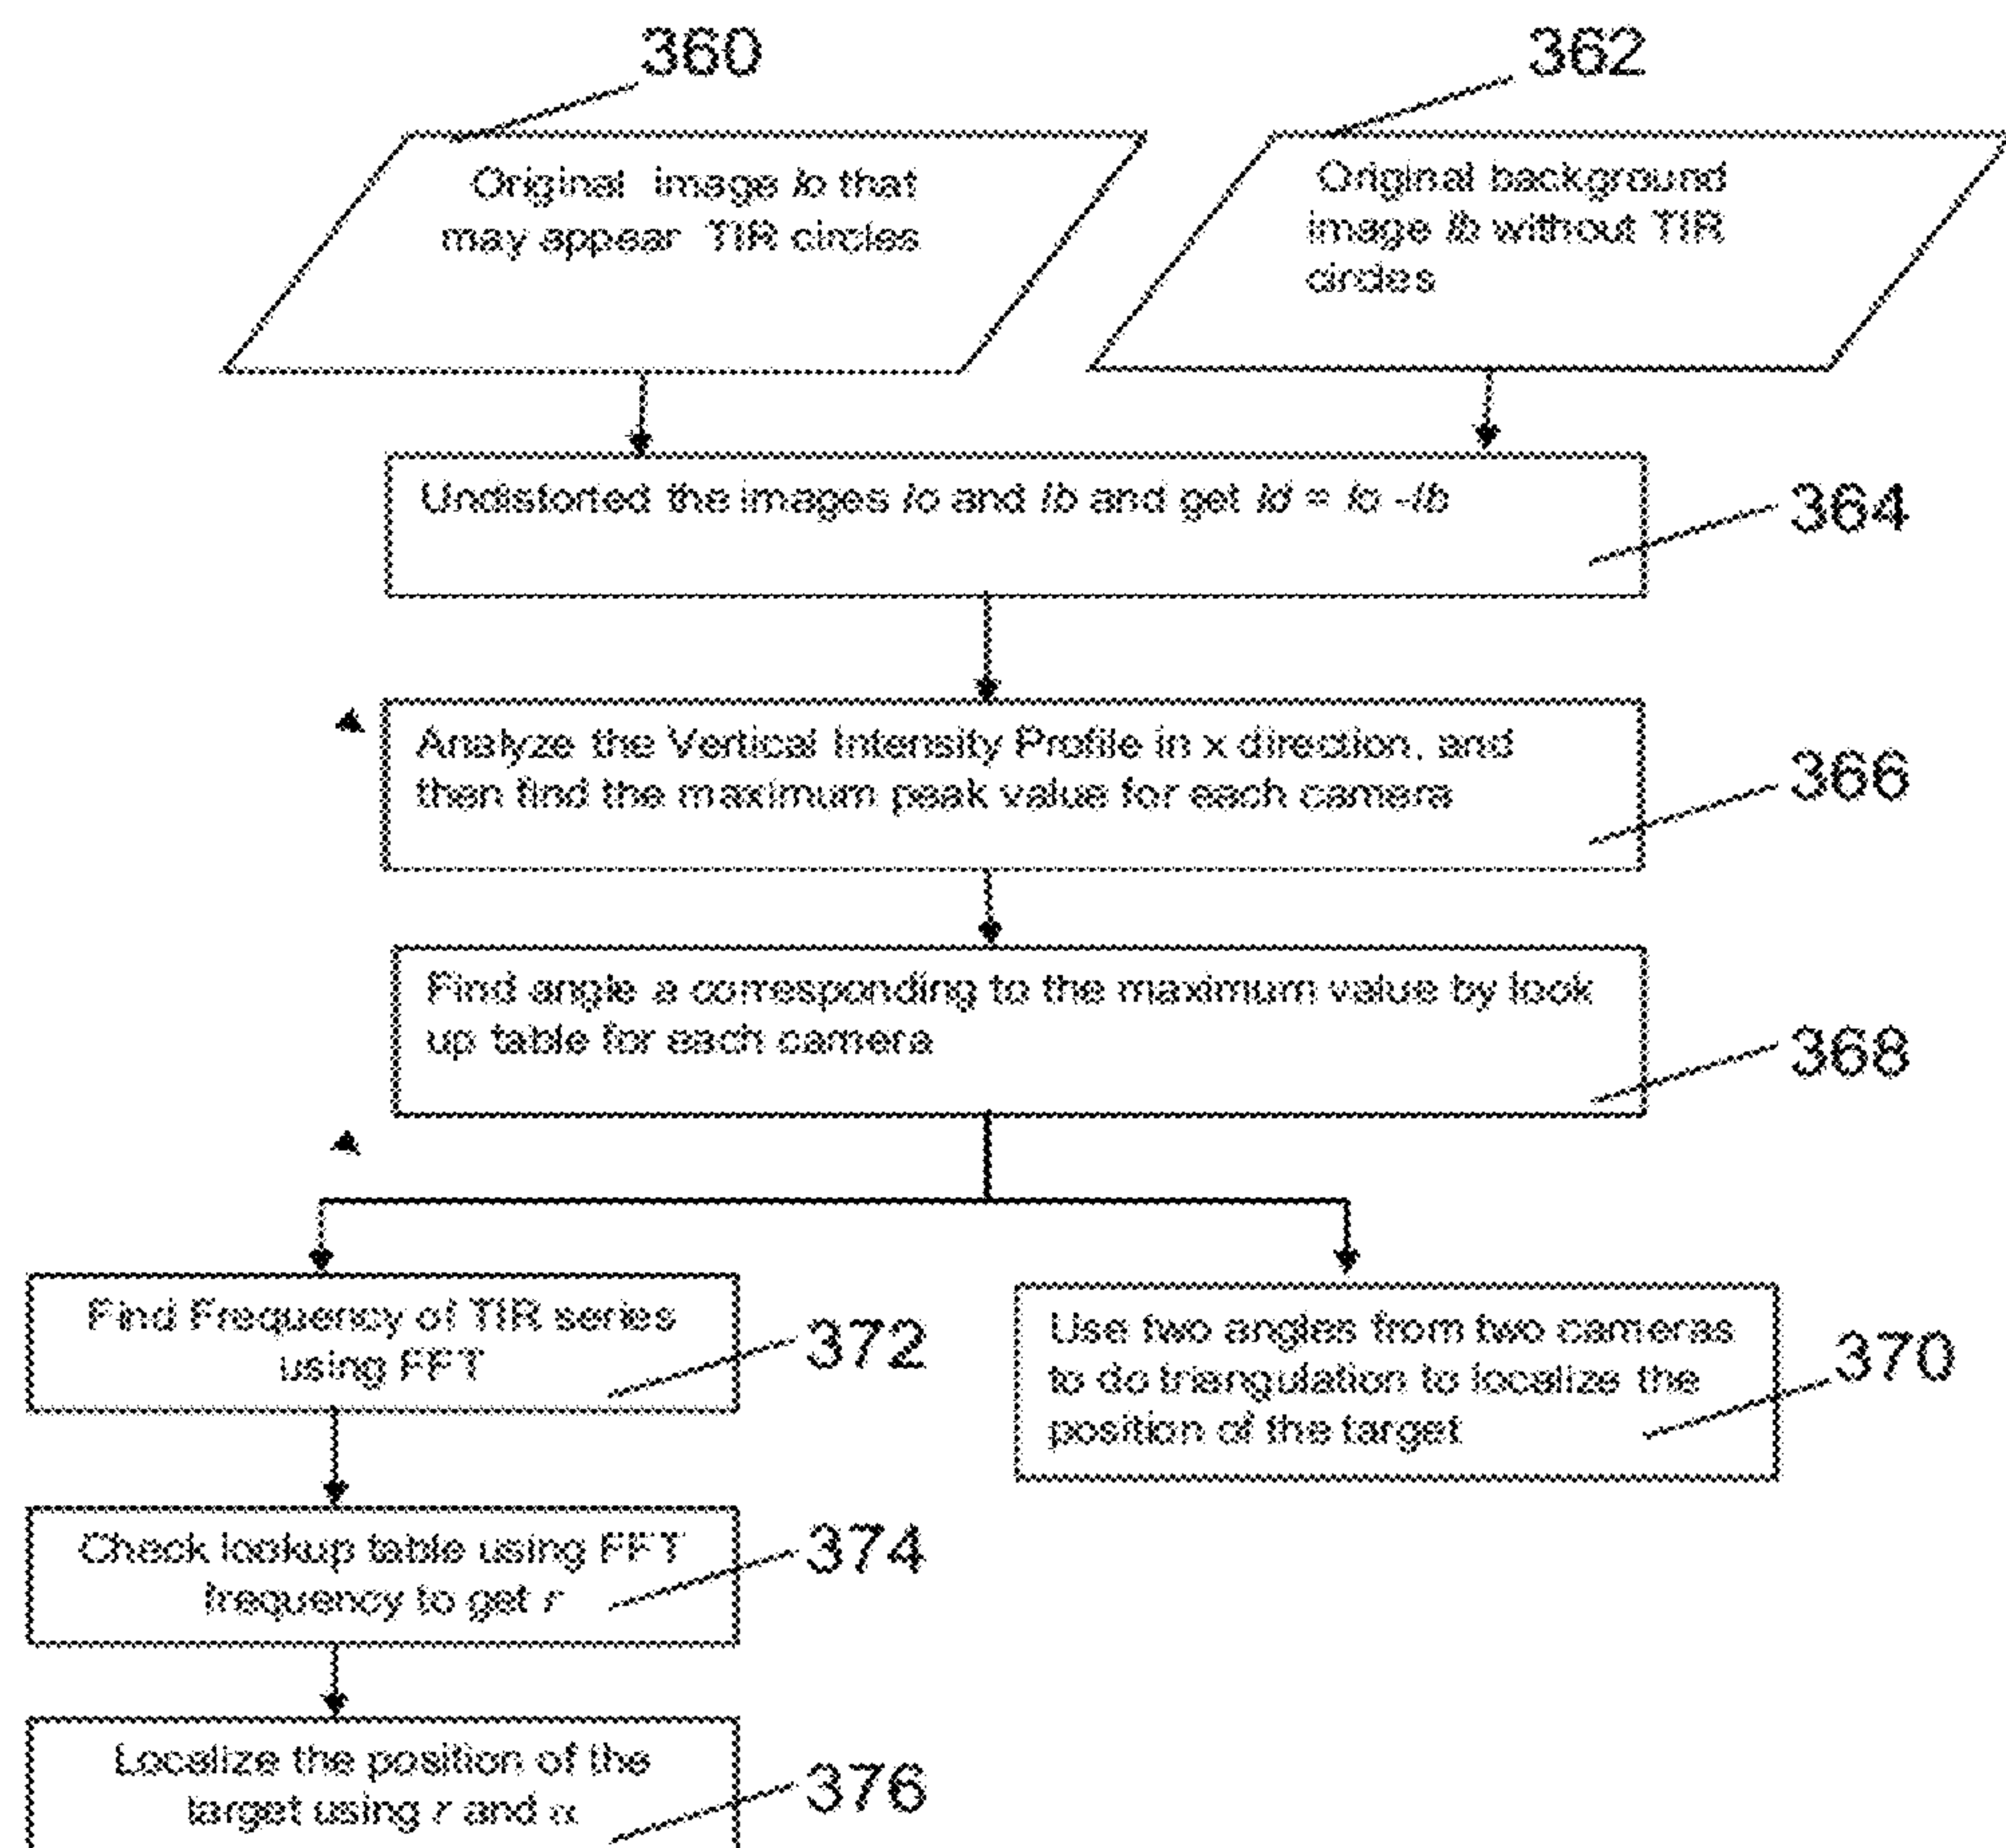 360
362
Original image Io that
may appear TIR circles
Original background
image Ib without TIR
circles
Undistorted the images Io and Ib and get Id = Io -Ib
364
Analyze the Vertical Intensity Profile in x direction, and
then find the maximum peak value for each camera
366
Find angle a corresponding to the maximum value by look
up table for each camera
368
Find Frequency of TIR series
using FFT
372
Use two angles from two cameras
to do triangulation to localize the
position of the target
370
Check lookup table using FFT
frequency to get r
374
Localize the position of the
target using r and α
376